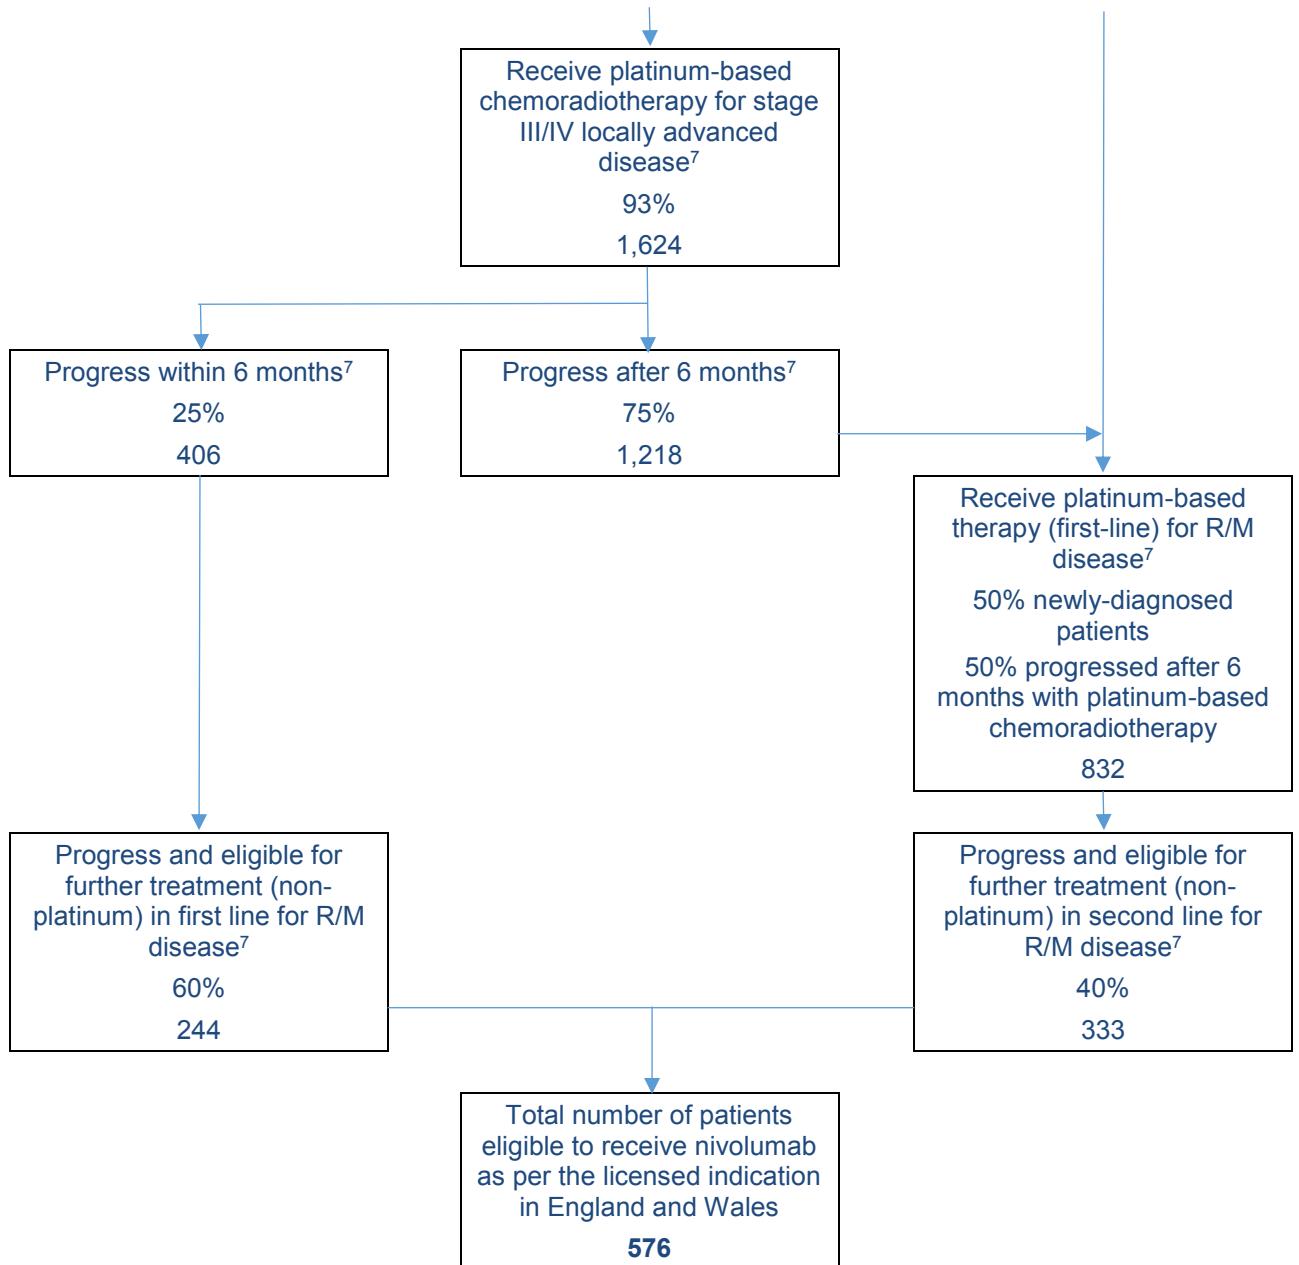 Receive platinum-based
chemoradiotherapy for stage
III/IV locally advanced
disease⁷
93%
1,624
Progress within 6 months⁷
25%
406
Progress after 6 months⁷
75%
1,218
Receive platinum-based
therapy (first-line) for R/M
disease⁷
50% newly-diagnosed
patients
50% progressed after 6
months with platinum-based
chemoradiotherapy
832
Progress and eligible for
further treatment (non-
platinum) in first line for R/M
disease⁷
60%
244
Progress and eligible for
further treatment (non-
platinum) in second line for
R/M disease⁷
40%
333
Total number of patients
eligible to receive nivolumab
as per the licensed indication
in England and Wales
576